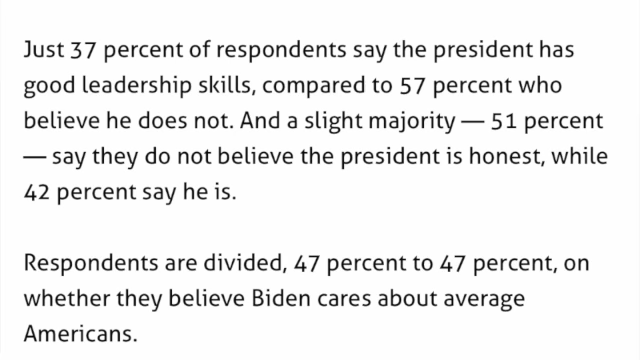 Just 37 percent of respondents say the president has
good leadership skills, compared to 57 percent who
believe he does not. And a slight majority — 51 percent
— say they do not believe the president is honest, while
42 percent say he is.
Respondents are divided, 47 percent to 47 percent, on
whether they believe Biden cares about average
Americans.